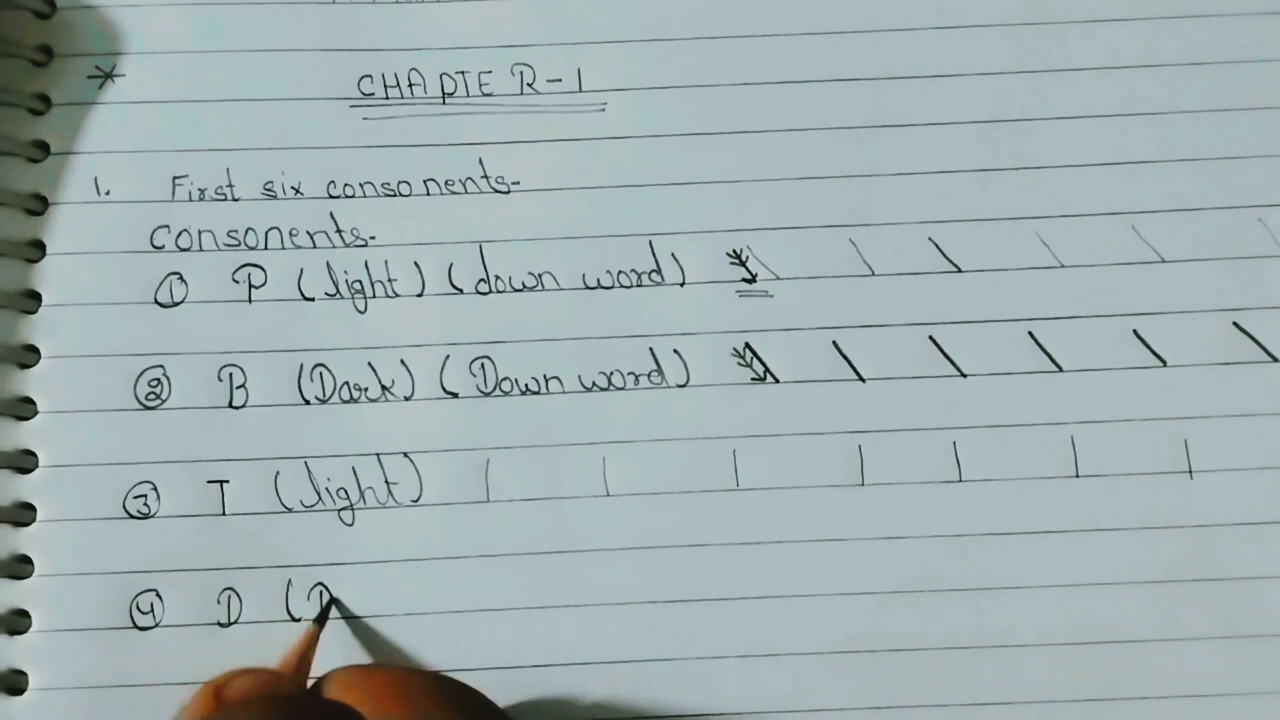 * CHAPTER-1
1. First six consonents-
Consonents-
① P (light) (down word)
② B (Dark) (Down word)
③ T (light)
④ D (D